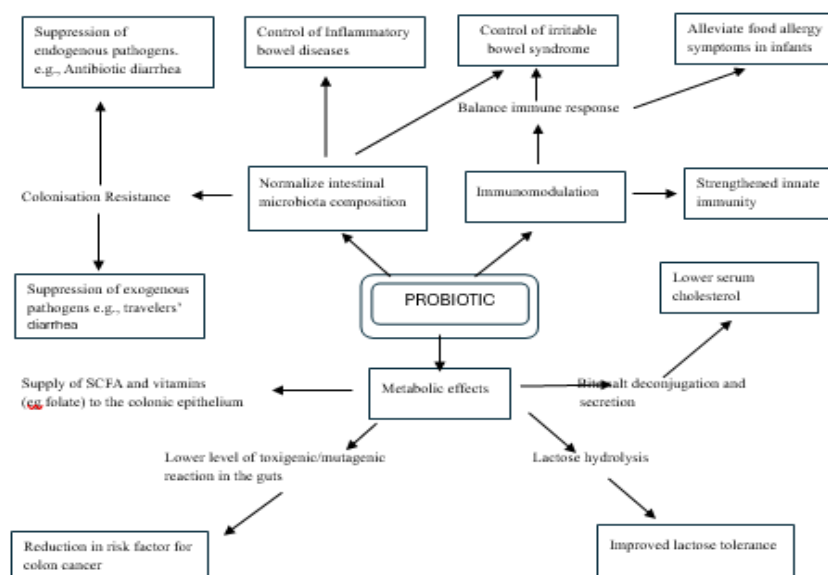 Suppression of
endogenous pathogens.
e.g., Antibiotic diarrhea
Control of Inflammatory
bowel diseases
Control of irritable
bowel syndrome
Alleviate food allergy
symptoms in infants
Balance immune response
Colonisation Resistance
Normalize intestinal
microbiota composition
Immunomodulation
Strengthened innate
immunity
Suppression of exogenous
pathogens e.g., travelers'
diarrhea
PROBIOTIC
Lower serum
cholesterol
Supply of SCFA and vitamins
(eg folate) to the colonic epithelium
Metabolic effects
deconjugation and
secretion
Lower level of toxigenic/mutagenic
reaction in the guts
Lactose hydrolysis
Reduction in risk factor for
colon cancer
Improved lactose tolerance